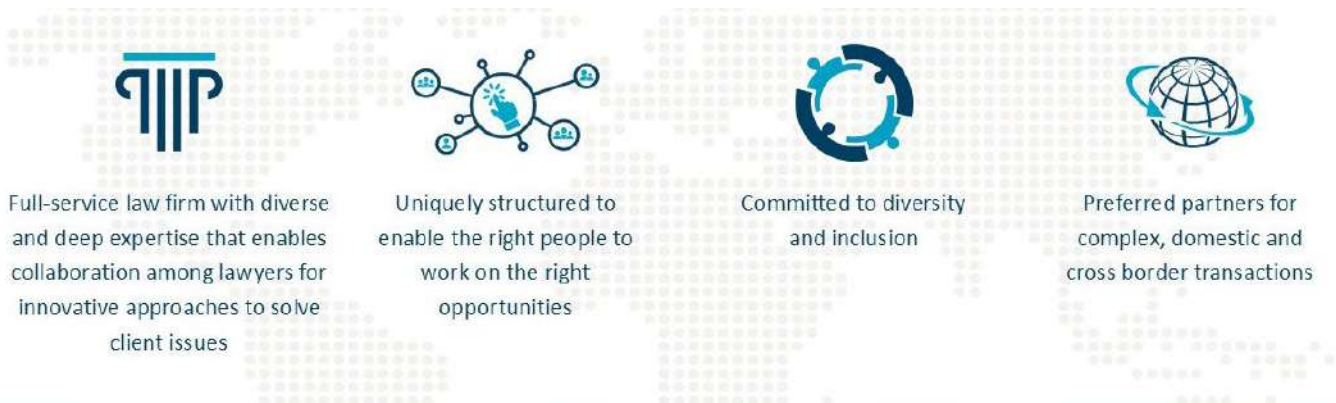 Full-service law firm with diverse
and deep expertise that enables
collaboration among lawyers for
innovative approaches to solve
client issues
Uniquely structured to
enable the right people to
work on the right
opportunities
Committed to diversity
and inclusion
Preferred partners for
complex, domestic and
cross border transactions